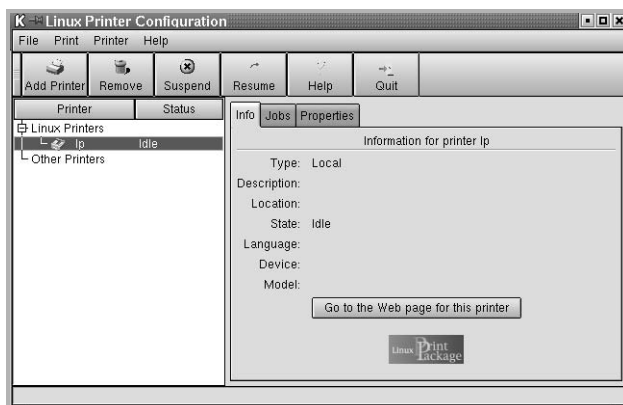 K Linux Printer Configuration
File Print Printer Help
Add Printer Remove Suspend Resume Help Quit
Printer Status
Linux Printers
lp Idle
Other Printers
Info Jobs Properties
Information for printer lp
Type: Local
Description:
Location:
State: Idle
Language:
Device:
Model:
Go to the Web page for this printer
Linux Print Package